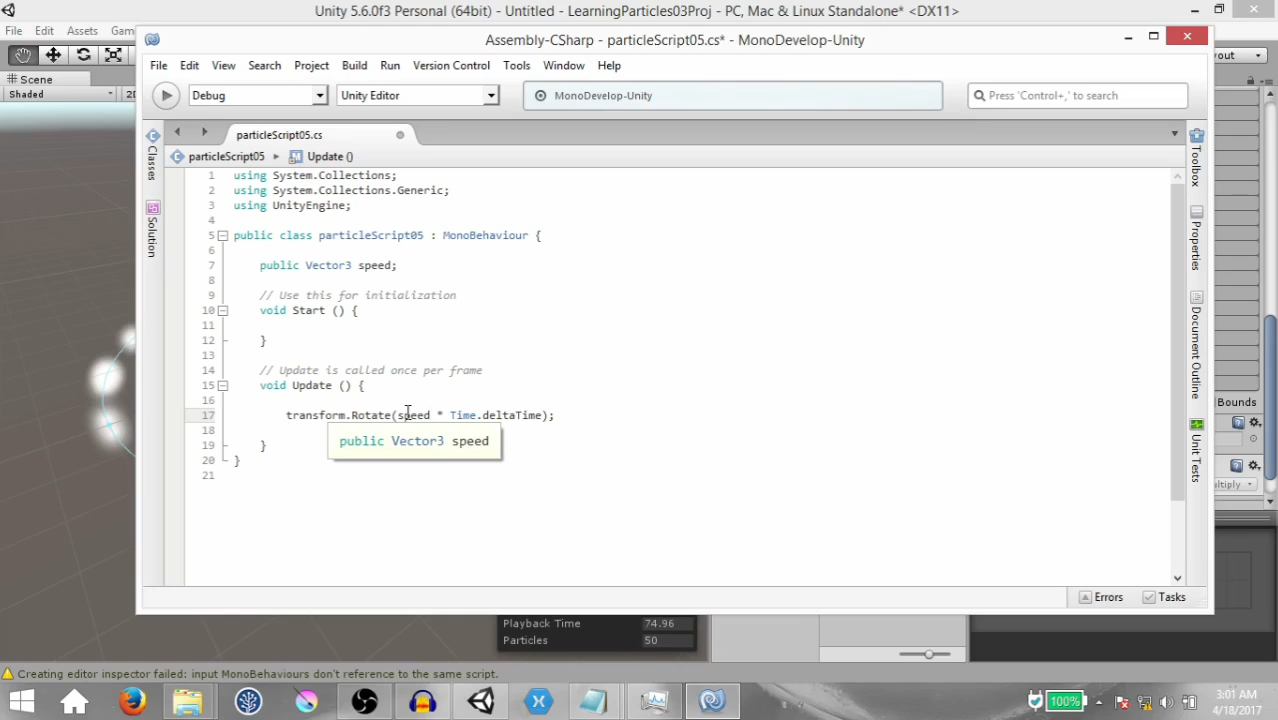 Unity 5.6.0f3 Personal (64bit) - Untitled - LearningParticles03Proj - PC, Mac & Linux Standalone* <DX11>
File Edit Assets Gam
Assembly-CSharp - particleScript05.cs* - MonoDevelop-Unity
yout
Scene
Shaded
2D
File Edit View Search Project Build Run Version Control Tools Window Help
Debug
Unity Editor
MonoDevelop-Unity
Press 'Control+,' to search
particleScript05.cs
particleScript05 Update ()
Classes
Solution
1 using System.Collections;
2 using System.Collections.Generic;
3 using UnityEngine;
4
5 public class particleScript05 : MonoBehaviour {
6
7 public Vector3 speed;
8
9 // Use this for initialization
10 void Start () {
11
12 }
13
14 // Update is called once per frame
15 void Update () {
16
17 transform.Rotate(speed * Time.deltaTime);
18
public Vector3 speed
19 }
20 }
21
Toolbox
Properties
Document Outline
Unit Tests
Bounds
ultiply
Errors Tasks
Playback Time 74.96
Particles 50
Creating editor inspector failed: input MonoBehaviours don't reference to the same script.
100%
3:01 AM
4/18/2017